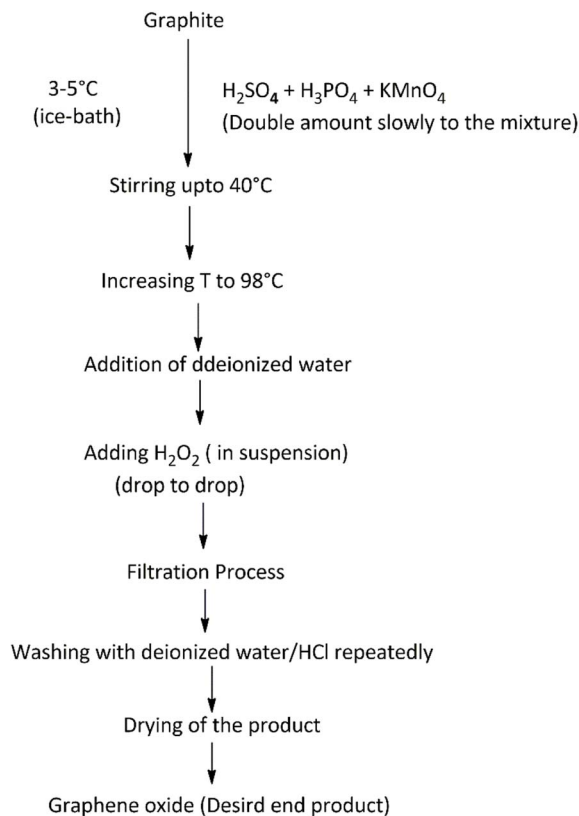 Graphite
3-5°C
(ice-bath)
H₂SO₄ + H₃PO₄ + KMnO₄
(Double amount slowly to the mixture)
Stirring upto 40°C
Increasing T to 98°C
Addition of ddeionized water
Adding H₂O₂ ( in suspension)
(drop to drop)
Filtration Process
Washing with deionized water/HCl repeatedly
Drying of the product
Graphene oxide (Desird end product)